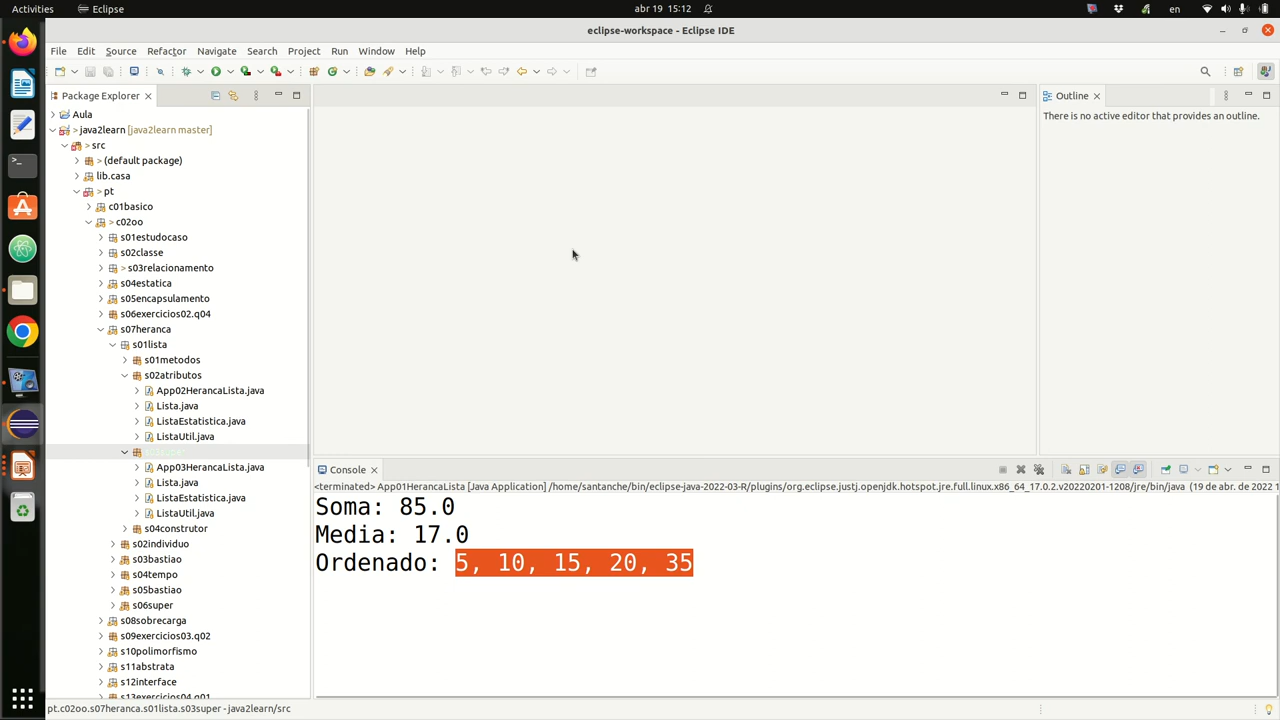 Activities
Eclipse
abr 19 15:12
en
eclipse-workspace - Eclipse IDE
File Edit Source Refactor Navigate Search Project Run Window Help
Package Explorer
Outline
There is no active editor that provides an outline.
Aula
> java2learn [java2learn master]
> src
> (default package)
lib.casa
> pt
c01basico
> c02oo
s01estudocaso
s02classe
> s03relacionamento
s04estatica
s05encapsulamento
s06exercicios02.q04
s07heranca
s01lista
s01metodos
s02atributos
App02HerancaLista.java
Lista.java
ListaEstatistica.java
ListaUtil.java
s03super
App03HerancaLista.java
Lista.java
ListaEstatistica.java
ListaUtil.java
s04construtor
s02individuo
s03bastiao
s04tempo
s05bastiao
s06super
s08sobrecarga
s09exercicios03.q02
s10polimorfismo
s11abstrata
s12interface
s13exercicios04.q01
Console
<terminated> App01HerancaLista [Java Application] /home/santanche/bin/eclipse-java-2022-03-R/plugins/org.eclipse.justj.openjdk.hotspot.jre.full.linux.x86_64_17.0.2.v20220201-1208/jre/bin/java (19 de abr. de 2022 1
Soma: 85.0
Media: 17.0
Ordenado: 5, 10, 15, 20, 35
pt.c02oo.s07heranca.s01lista.s03super - java2learn/src